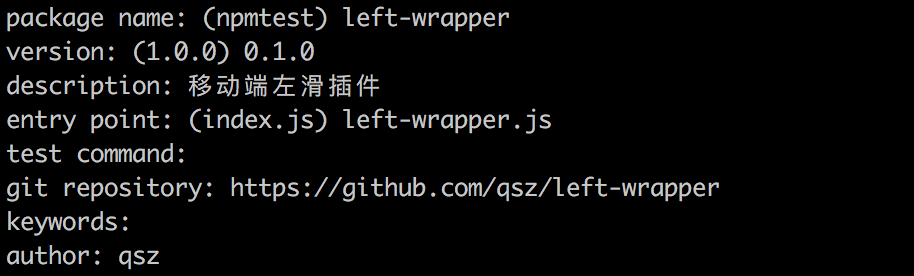 package name: (npmtest) left-wrapper
version: (1.0.0) 0.1.0
description: 移动端左滑插件
entry point: (index.js) left-wrapper.js
test command:
git repository: https://github.com/qsz/left-wrapper
keywords:
author: qsz